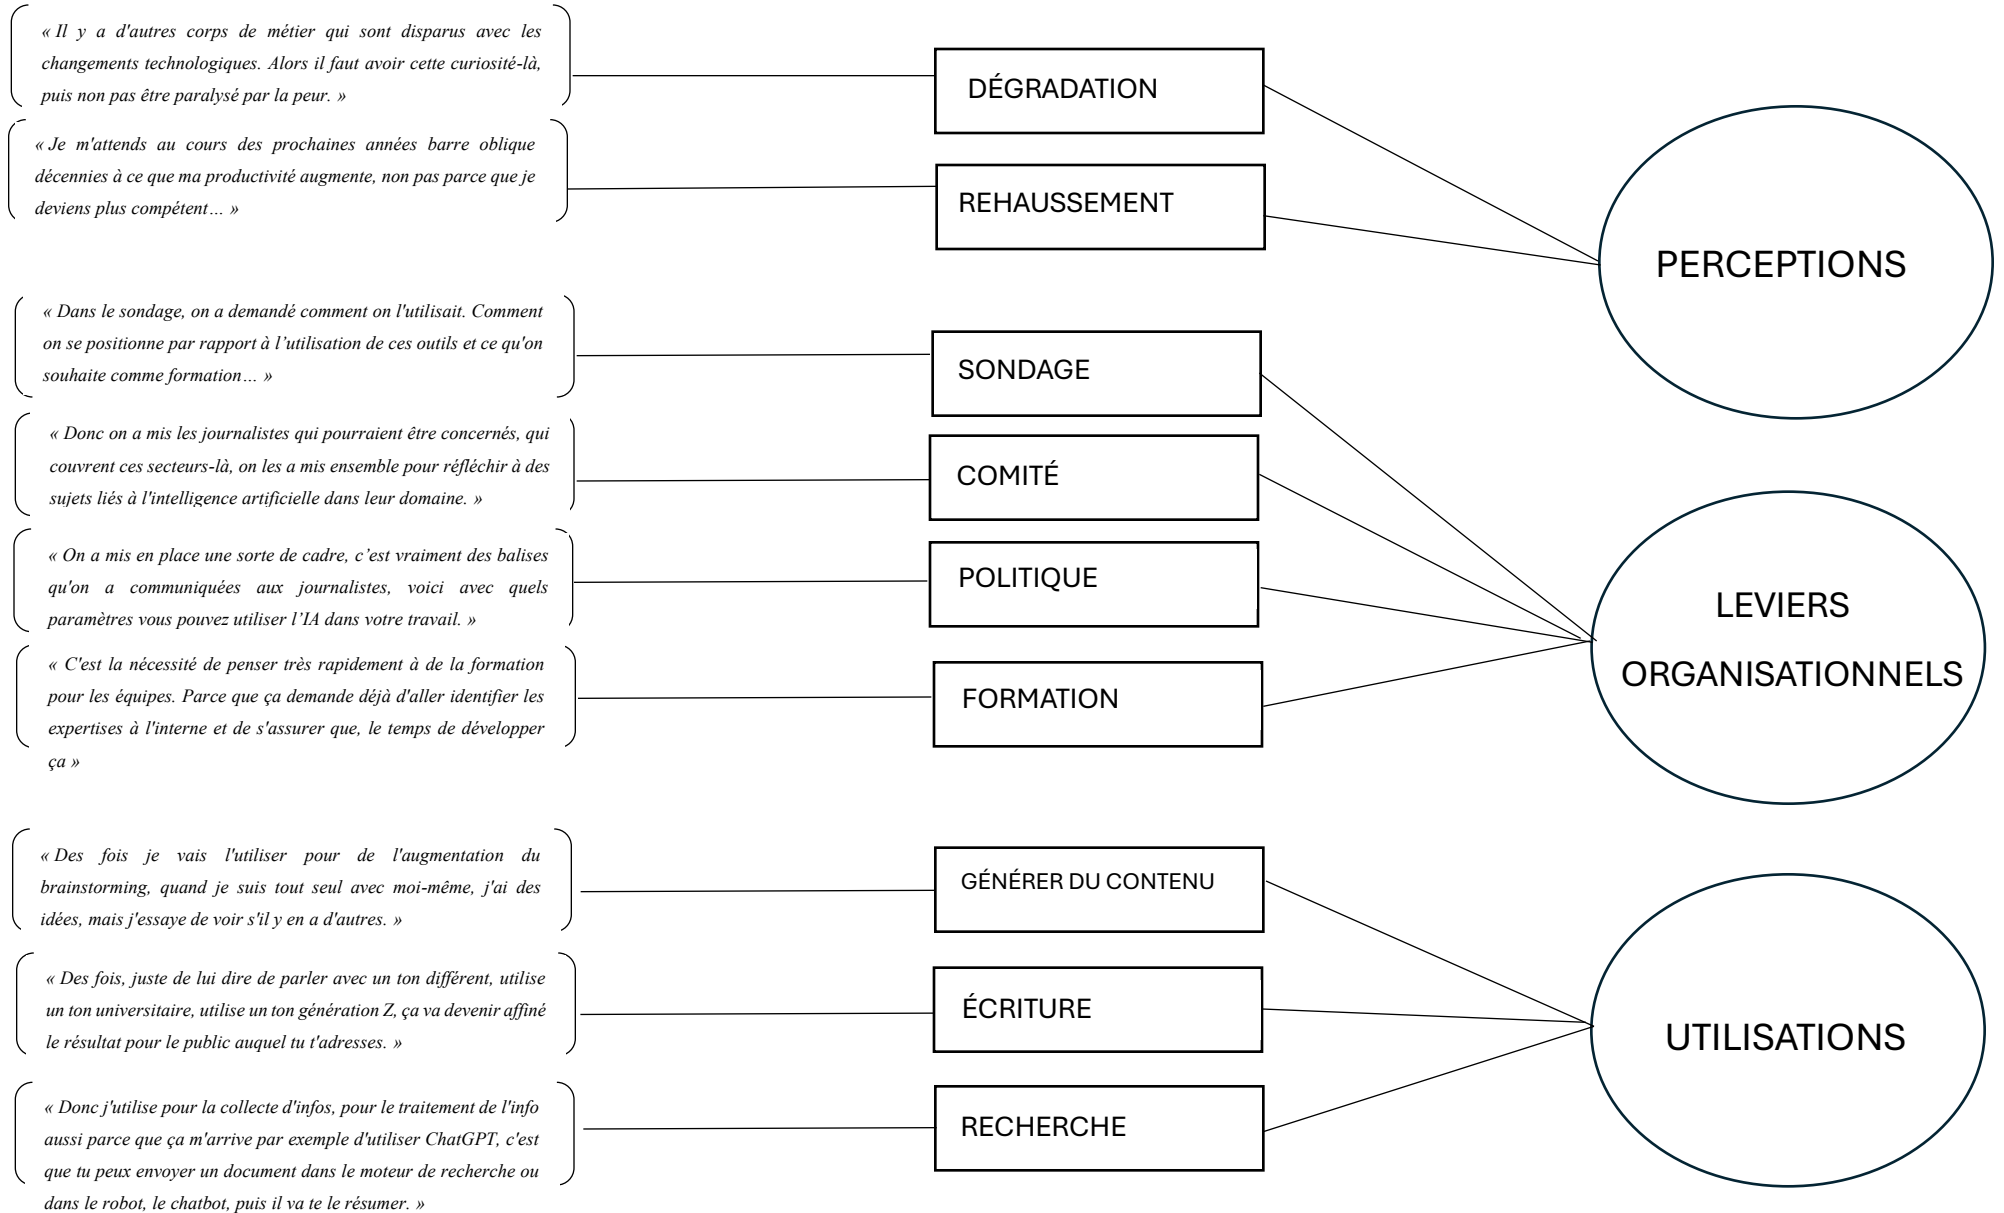 « Il y a d'autres corps de métier qui sont disparus avec les
changements technologiques. Alors il faut avoir cette curiosité-là,
puis non pas être paralysé par la peur. »
DÉGRADATION
« Je m'attends au cours des prochaines années barre oblique
décennies à ce que ma productivité augmente, non pas parce que je
deviens plus compétent… »
REHAUSSEMENT
PERCEPTIONS
« Dans le sondage, on a demandé comment on l'utilisait. Comment
on se positionne par rapport à l’utilisation de ces outils et ce qu'on
souhaite comme formation… »
SONDAGE
« Donc on a mis les journalistes qui pourraient être concernés, qui
couvrent ces secteurs-là, on les a mis ensemble pour réfléchir à des
sujets liés à l'intelligence artificielle dans leur domaine. »
COMITÉ
« On a mis en place une sorte de cadre, c’est vraiment des balises
qu'on a communiquées aux journalistes, voici avec quels
paramètres vous pouvez utiliser l’IA dans votre travail. »
POLITIQUE
« C'est la nécessité de penser très rapidement à de la formation
pour les équipes. Parce que ça demande déjà d'aller identifier les
expertises à l'interne et de s'assurer que, le temps de développer
ça »
FORMATION
LEVIERS
ORGANISATIONNELS
« Des fois je vais l'utiliser pour de l'augmentation du
brainstorming, quand je suis tout seul avec moi-même, j'ai des
idées, mais j'essaye de voir s'il y en a d'autres. »
GÉNÉRER DU CONTENU
« Des fois, juste de lui dire de parler avec un ton différent, utilise
un ton universitaire, utilise un ton génération Z, ça va devenir affiné
le résultat pour le public auquel tu t'adresses. »
ÉCRITURE
« Donc j'utilise pour la collecte d'infos, pour le traitement de l'info
aussi parce que ça m'arrive par exemple d'utiliser ChatGPT, c'est
que tu peux envoyer un document dans le moteur de recherche ou
dans le robot, le chatbot, puis il va te le résumer. »
RECHERCHE
UTILISATIONS